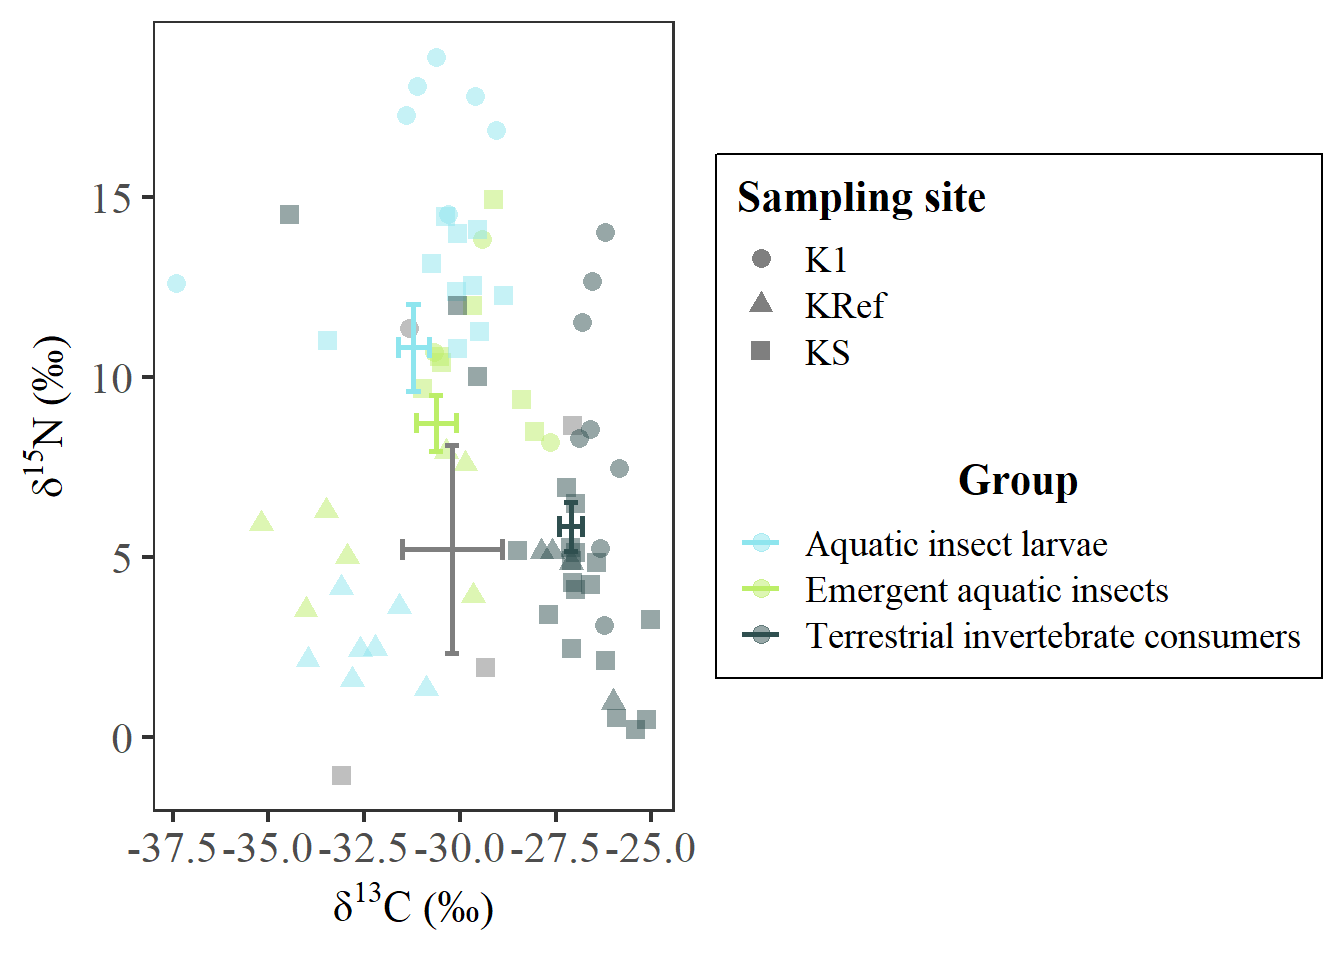 δ15N (‰)
15
10
5
0
-37.5 -35.0 -32.5 -30.0 -27.5 -25.0
δ13C (‰)
Sampling site
K1
KRef
KS
Group
Aquatic insect larvae
Emergent aquatic insects
Terrestrial invertebrate consumers